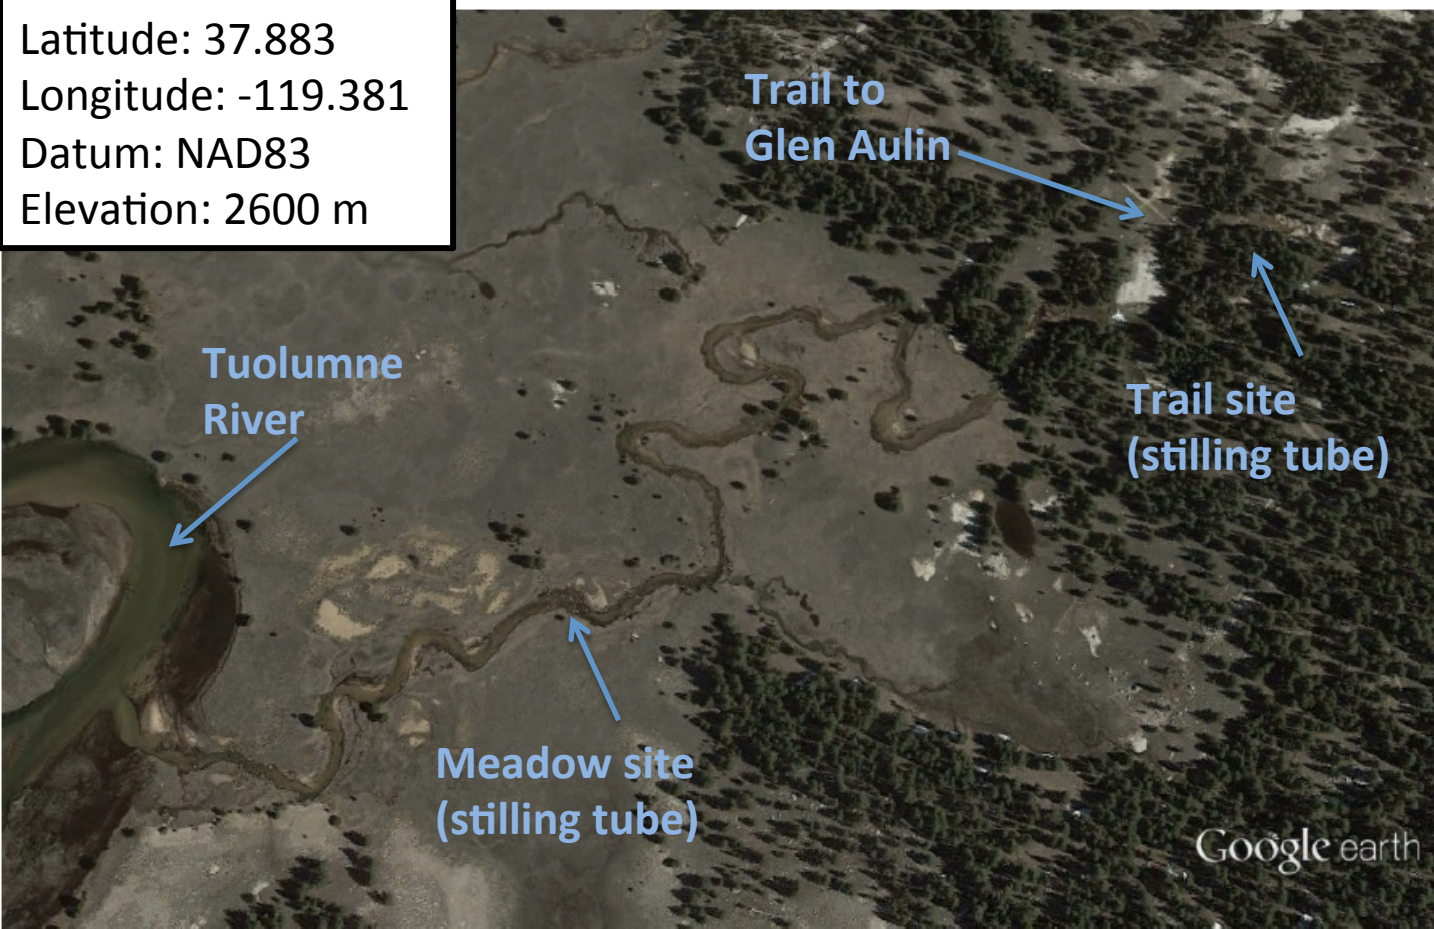 Latitude: 37.883
Longitude: -119.381
Datum: NAD83
Elevation: 2600 m
Trail to
Glen Aulin
Tuolumne
River
Trail site
(stilling tube)
Meadow site
(stilling tube)
Google earth